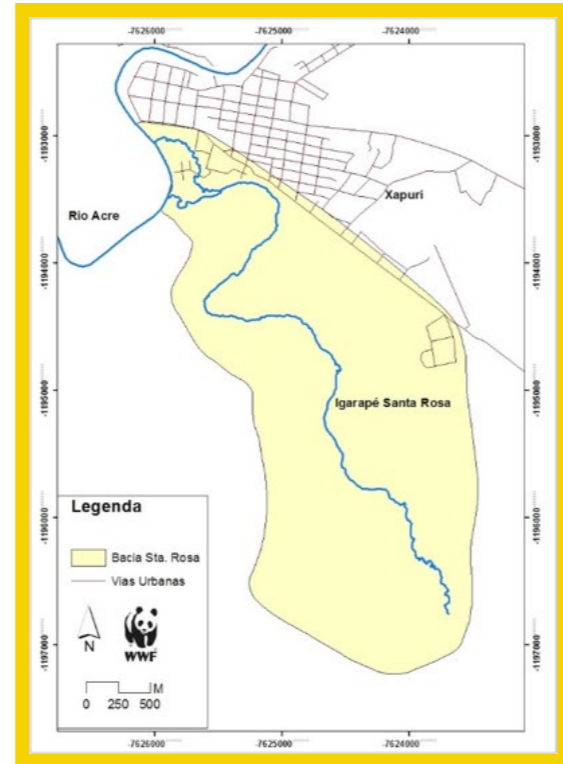 -7626000 -7625000 -7624000
-1193000 -1193000
Xapuri
Rio Acre
-1194000 -1194000
-1195000 -1195000
Igarapé Santa Rosa
Legenda
-1196000 -1196000
Bacia Sta. Rosa
Vias Urbanas
N WWF
-1197000 -1197000
M
0 250 500
-7626000 -7625000 -7624000